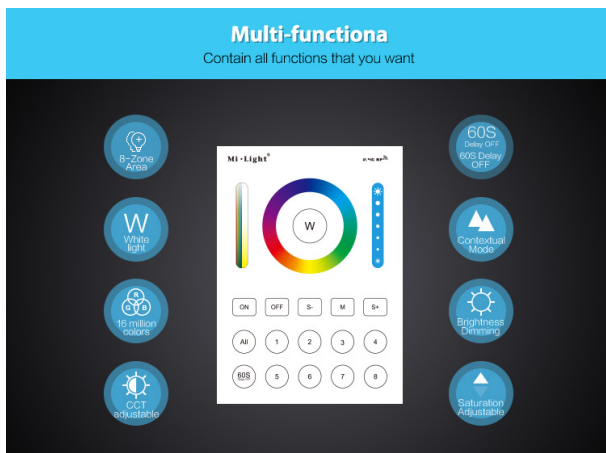 Multi-functiona
Contain all functions that you want
8-Zone
Area
W
White
light
R
G B
16 million
colors
CCT
adjustable
Mi·Light®
W
ON OFF S- M S+
All 1 2 3 4
60S
5 6 7 8
60S
Delay OFF
60S Delay
OFF
Contextual
Mode
Brightness
Dimming
Saturation
Adjustable